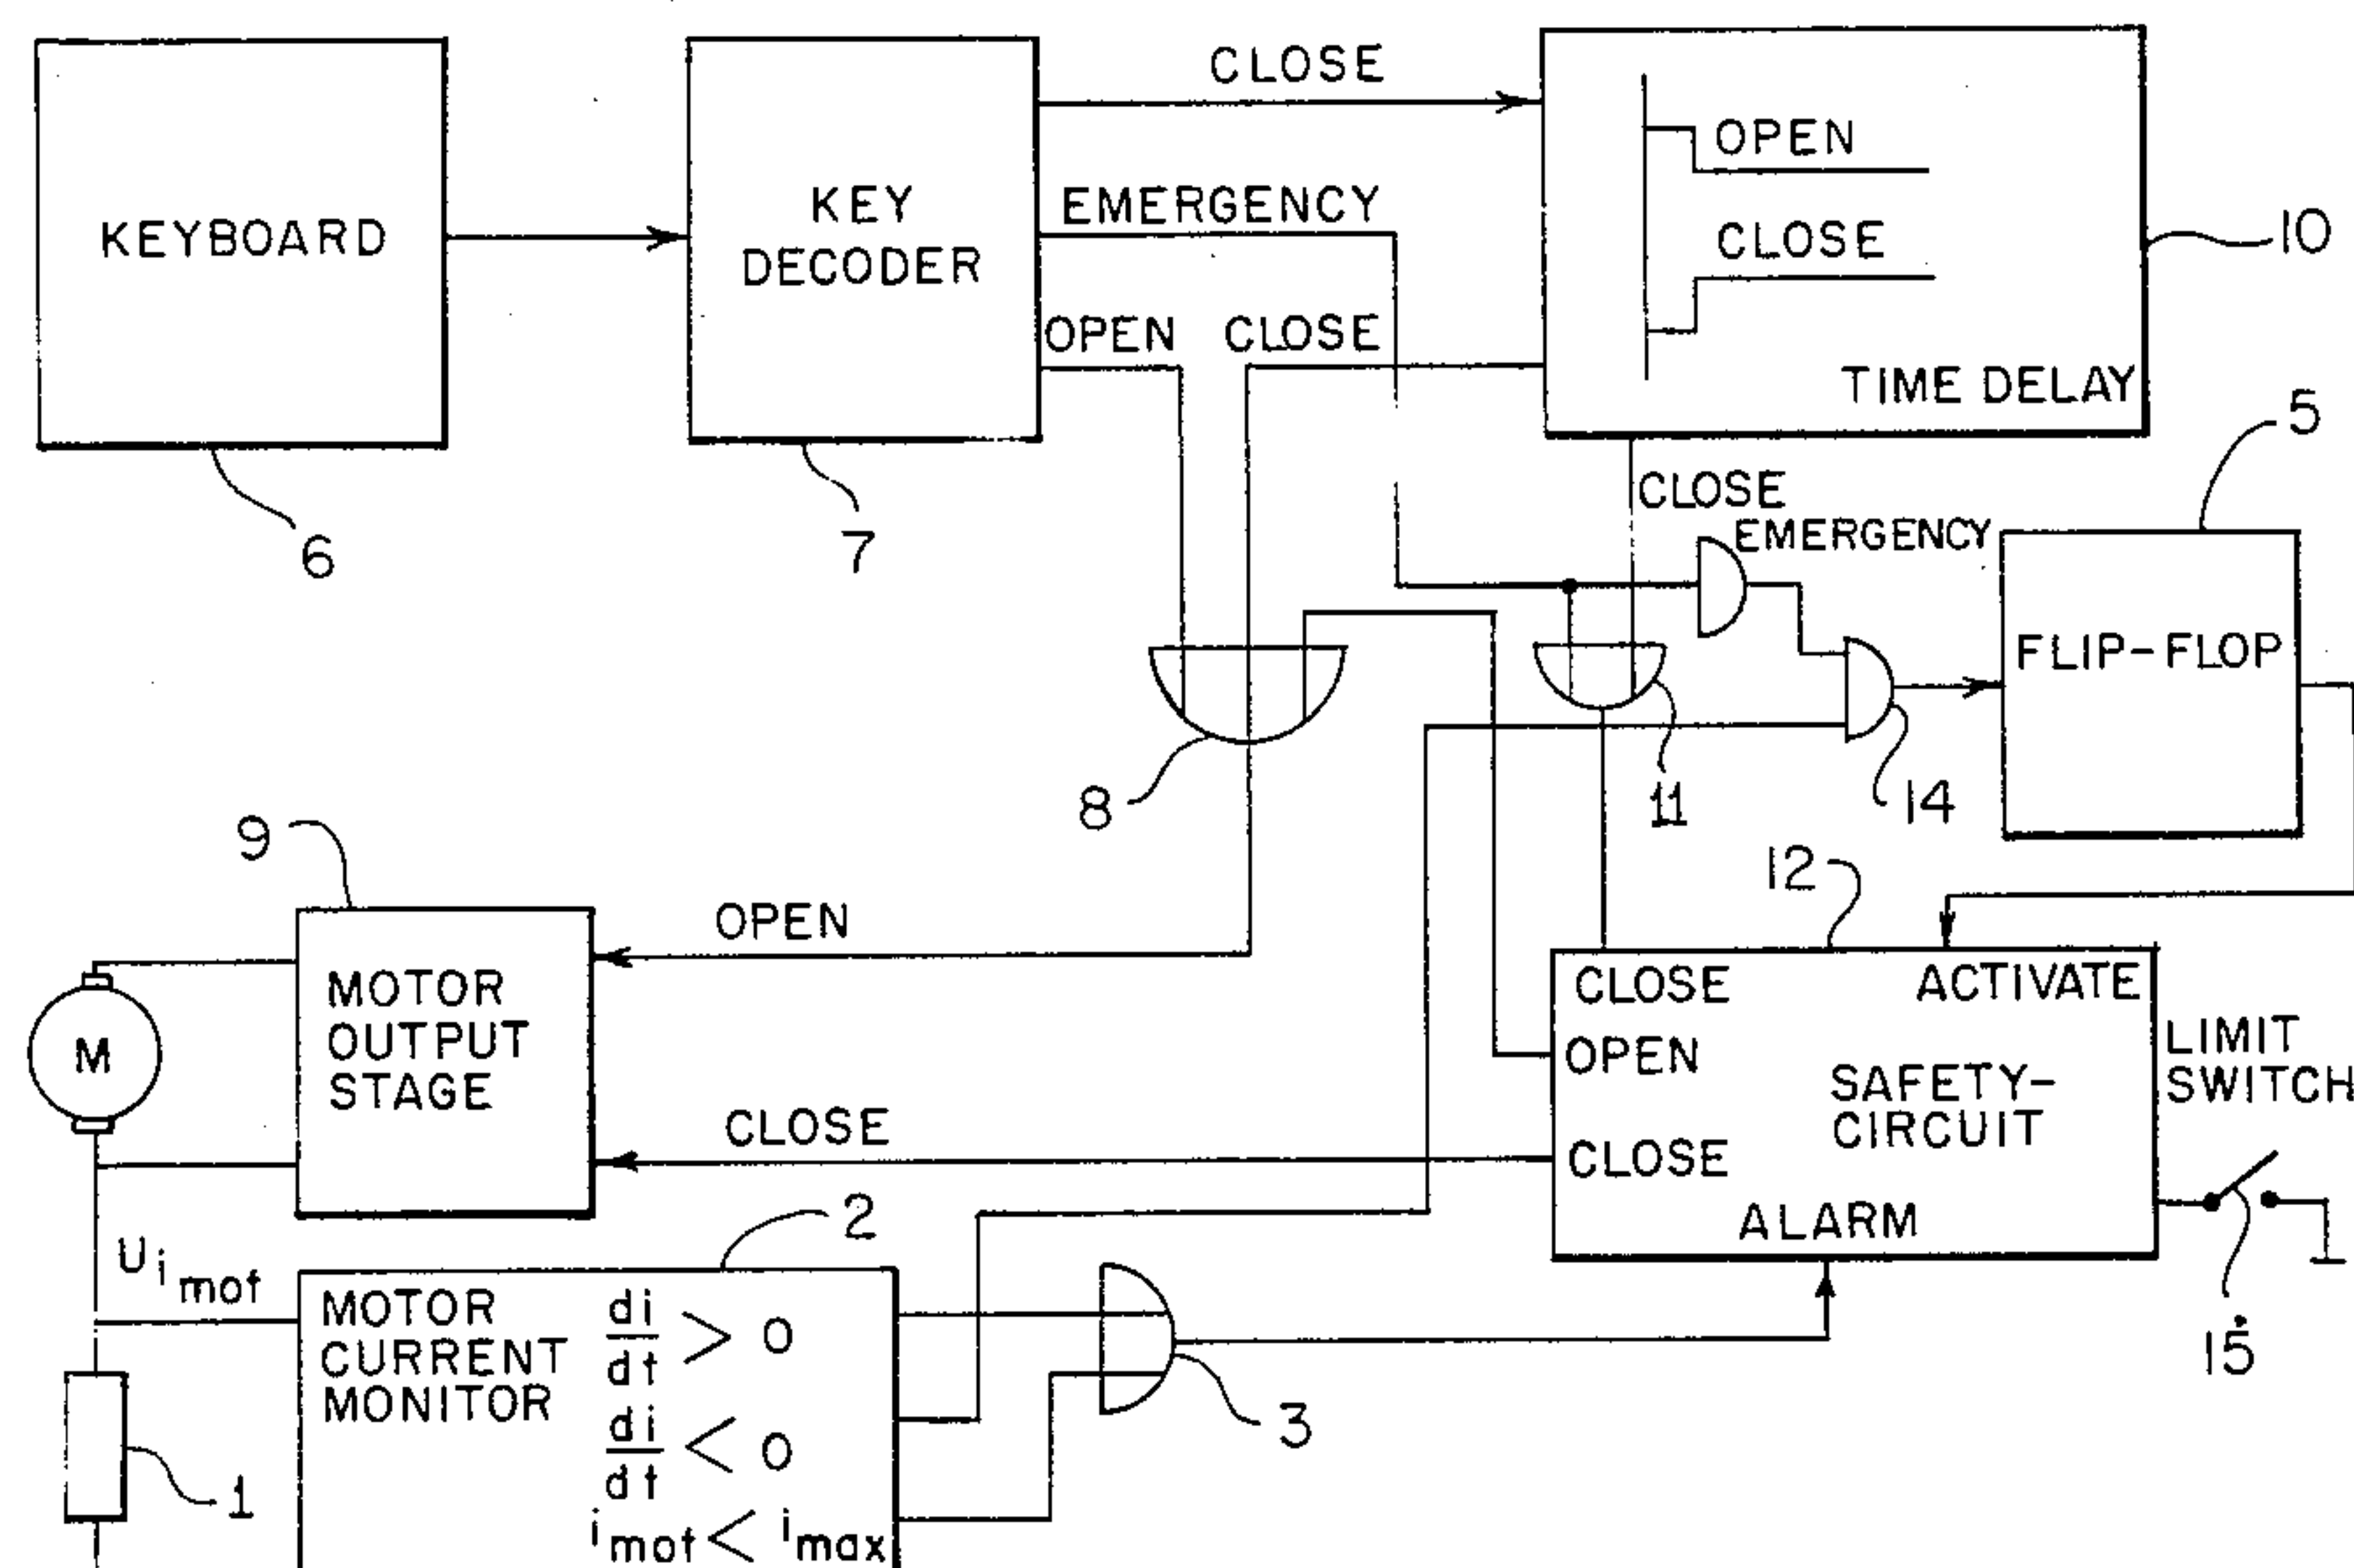 KEYBOARD
6
KEY
DECODER
7
CLOSE
EMERGENCY
OPEN
CLOSE
OPEN
CLOSE
TIME DELAY
10
CLOSE
EMERGENCY
5
FLIP-FLOP
8
11
14
9
OPEN
MOTOR
OUTPUT
STAGE
M
CLOSE
12
CLOSE
ACTIVATE
OPEN
SAFETY-
CIRCUIT
CLOSE
ALARM
LIMIT
SWITCH
15
2
Ui mot
MOTOR
CURRENT
MONITOR
di/dt > 0
di/dt < 0
i mot < i max
3
1